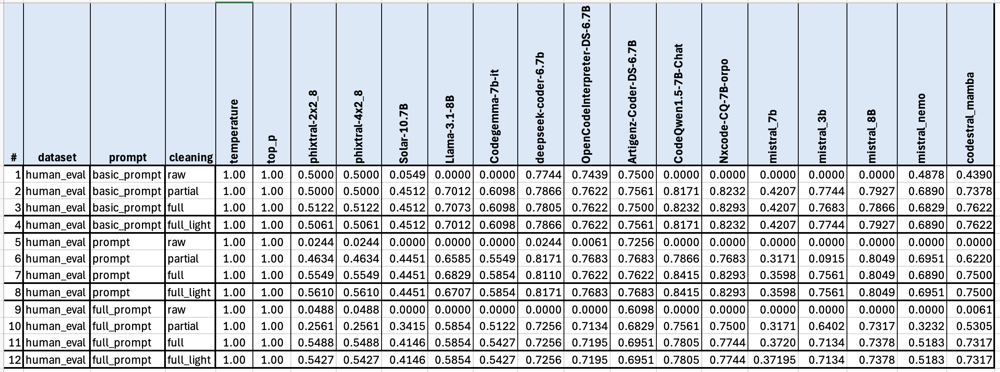 # dataset prompt cleaning temperature top_p phixtral-2x2_8 phixtral-4x2_8 Solar-10.7B Llama-3.1-8B Codegemma-7b-it deepseek-coder-6.7b OpenCodeInterpreter-DS-6.7B Artigenz-Coder-DS-6.7B CodeQwen1.5-7B-Chat Nxcode-CQ-7B-orpo mistral_7b mistral_3b mistral_8B mistral_nemo codestral_mamba
1 human_eval basic_prompt raw 1.00 1.00 0.5000 0.5000 0.0549 0.0000 0.0000 0.7744 0.7439 0.7500 0.0000 0.0000 0.0000 0.0000 0.0000 0.4878 0.4390
2 human_eval basic_prompt partial 1.00 1.00 0.5000 0.5000 0.4512 0.7012 0.6098 0.7866 0.7622 0.7561 0.8171 0.8232 0.4207 0.7744 0.7927 0.6890 0.7378
3 human_eval basic_prompt full 1.00 1.00 0.5122 0.5122 0.4512 0.7073 0.6098 0.7805 0.7622 0.7500 0.8232 0.8293 0.4207 0.7683 0.7866 0.6829 0.7622
4 human_eval basic_prompt full_light 1.00 1.00 0.5061 0.5061 0.4512 0.7012 0.6098 0.7866 0.7622 0.7561 0.8171 0.8232 0.4207 0.7744 0.7927 0.6890 0.7622
5 human_eval prompt raw 1.00 1.00 0.0244 0.0244 0.0000 0.0000 0.0000 0.0244 0.0061 0.7256 0.0000 0.0000 0.0000 0.0000 0.0000 0.0000 0.0000
6 human_eval prompt partial 1.00 1.00 0.4634 0.4634 0.4451 0.6585 0.5549 0.8171 0.7683 0.7683 0.7866 0.7683 0.3171 0.0915 0.8049 0.6951 0.6220
7 human_eval prompt full 1.00 1.00 0.5549 0.5549 0.4451 0.6829 0.5854 0.8110 0.7622 0.7622 0.8415 0.8293 0.3598 0.7561 0.8049 0.6890 0.7500
8 human_eval prompt full_light 1.00 1.00 0.5610 0.5610 0.4451 0.6707 0.5854 0.8171 0.7683 0.7683 0.8415 0.8293 0.3598 0.7561 0.8049 0.6951 0.7500
9 human_eval full_prompt raw 1.00 1.00 0.0488 0.0488 0.0000 0.0000 0.0000 0.0000 0.0000 0.6098 0.0000 0.0000 0.0000 0.0000 0.0000 0.0000 0.0061
10 human_eval full_prompt partial 1.00 1.00 0.2561 0.2561 0.3415 0.5854 0.5122 0.7256 0.7134 0.6829 0.7561 0.7500 0.3171 0.6402 0.7317 0.3232 0.5305
11 human_eval full_prompt full 1.00 1.00 0.5488 0.5488 0.4146 0.5854 0.5427 0.7256 0.7195 0.6951 0.7805 0.7744 0.3720 0.7134 0.7378 0.5183 0.7317
12 human_eval full_prompt full_light 1.00 1.00 0.5427 0.5427 0.4146 0.5854 0.5427 0.7256 0.7195 0.6951 0.7805 0.7744 0.37195 0.7134 0.7378 0.5183 0.7317